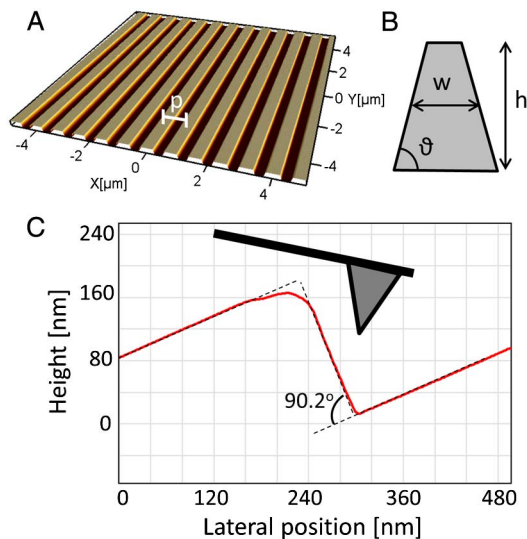 A
B
p
4
2
0
Y[µm]
-2
-4
-4
-2
0
2
4
X[µm]
w
h
ϑ
C
240
160
80
0
Height [nm]
90.2°
0
120
240
360
480
Lateral position [nm]